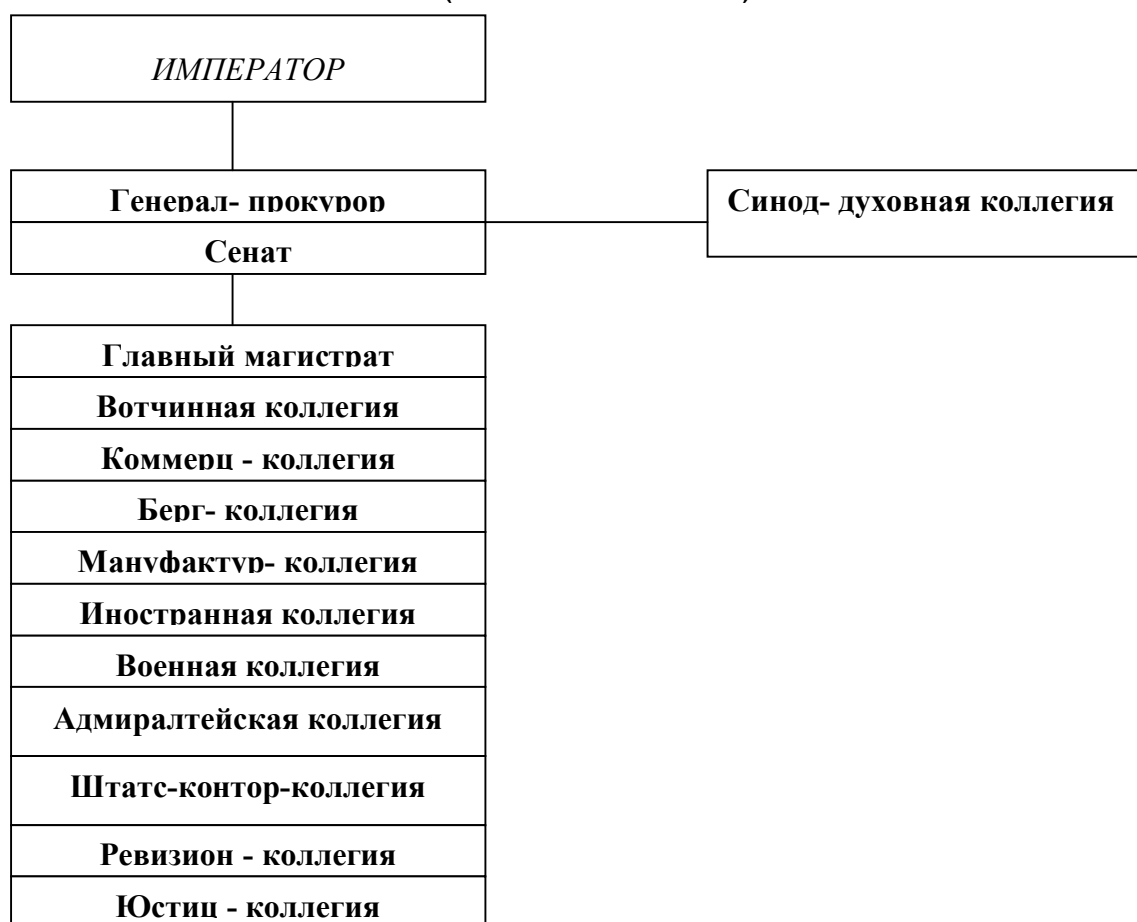 ИМПЕРАТОР
Генерал- прокурор
Синод- духовная коллегия
Сенат
Главный магистрат
Вотчинная коллегия
Коммерц - коллегия
Берг- коллегия
Мануфактур- коллегия
Иностранная коллегия
Военная коллегия
Адмиралтейская коллегия
Штатс-контор-коллегия
Ревизион - коллегия
Юстиц - коллегия